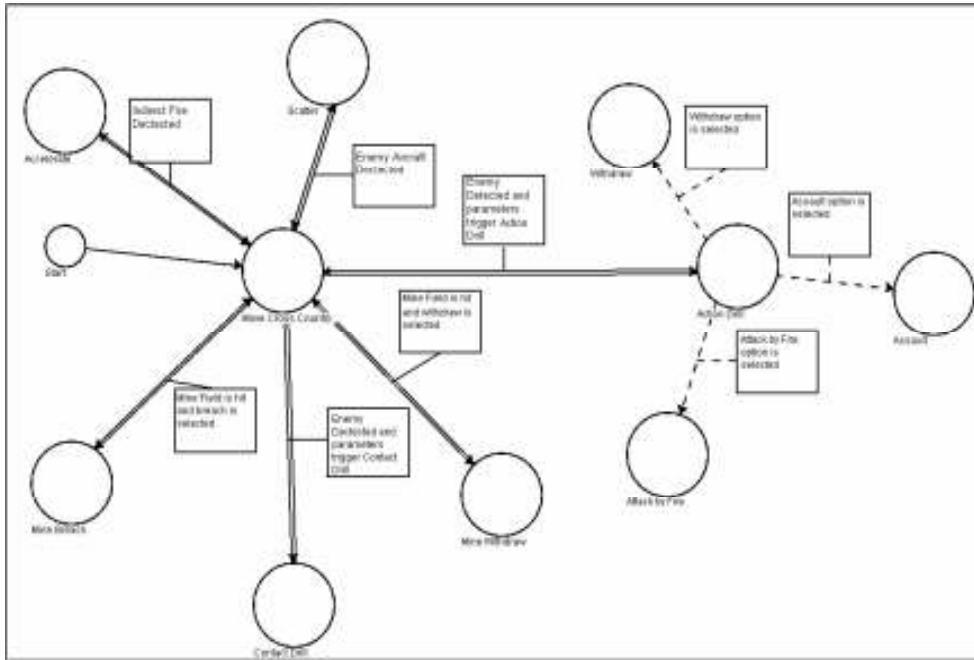 Scatter
Indirect Fire
Dectected
Accelerate
Enemy Aircraft
Dectected
Withdraw option
is selected
Withdraw
Enemy
Detected and
parameters
trigger Action
Drill
Assault option is
selected
Start
Move Cross Country
Action Drill
Mine Field is hit
and withdraw is
selected
Assault
Attack by Fire
option is
selected
Mine Field is hit
and breach is
selected
Enemy
Dectected and
parameters
trigger Contact
Drill
Attack by Fire
Mine Breach
Mine Withdraw
Contact Drill